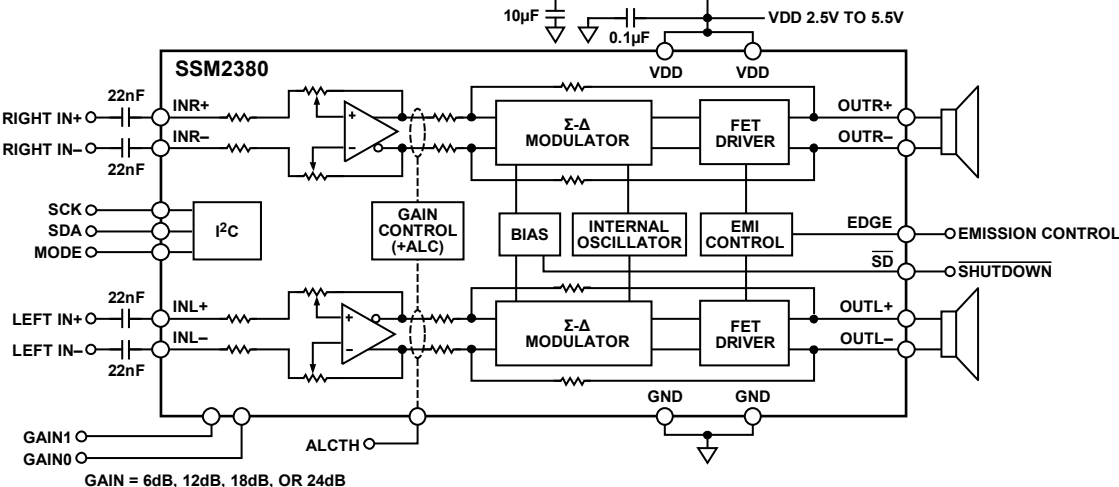 10µF
0.1µF
VDD 2.5V TO 5.5V
SSM2380
VDD
VDD
22nF
RIGHT IN+
INR+
RIGHT IN–
INR–
22nF
Σ-Δ
MODULATOR
FET
DRIVER
OUTR+
OUTR–
SCK
SDA
MODE
I²C
GAIN
CONTROL
(+ALC)
BIAS
INTERNAL
OSCILLATOR
EMI
CONTROL
EDGE
EMISSION CONTROL
SD
SHUTDOWN
22nF
LEFT IN+
INL+
LEFT IN–
INL–
22nF
Σ-Δ
MODULATOR
FET
DRIVER
OUTL+
OUTL–
GND
GND
GAIN1
GAIN0
ALCTH
GAIN = 6dB, 12dB, 18dB, OR 24dB
+
–
+
–